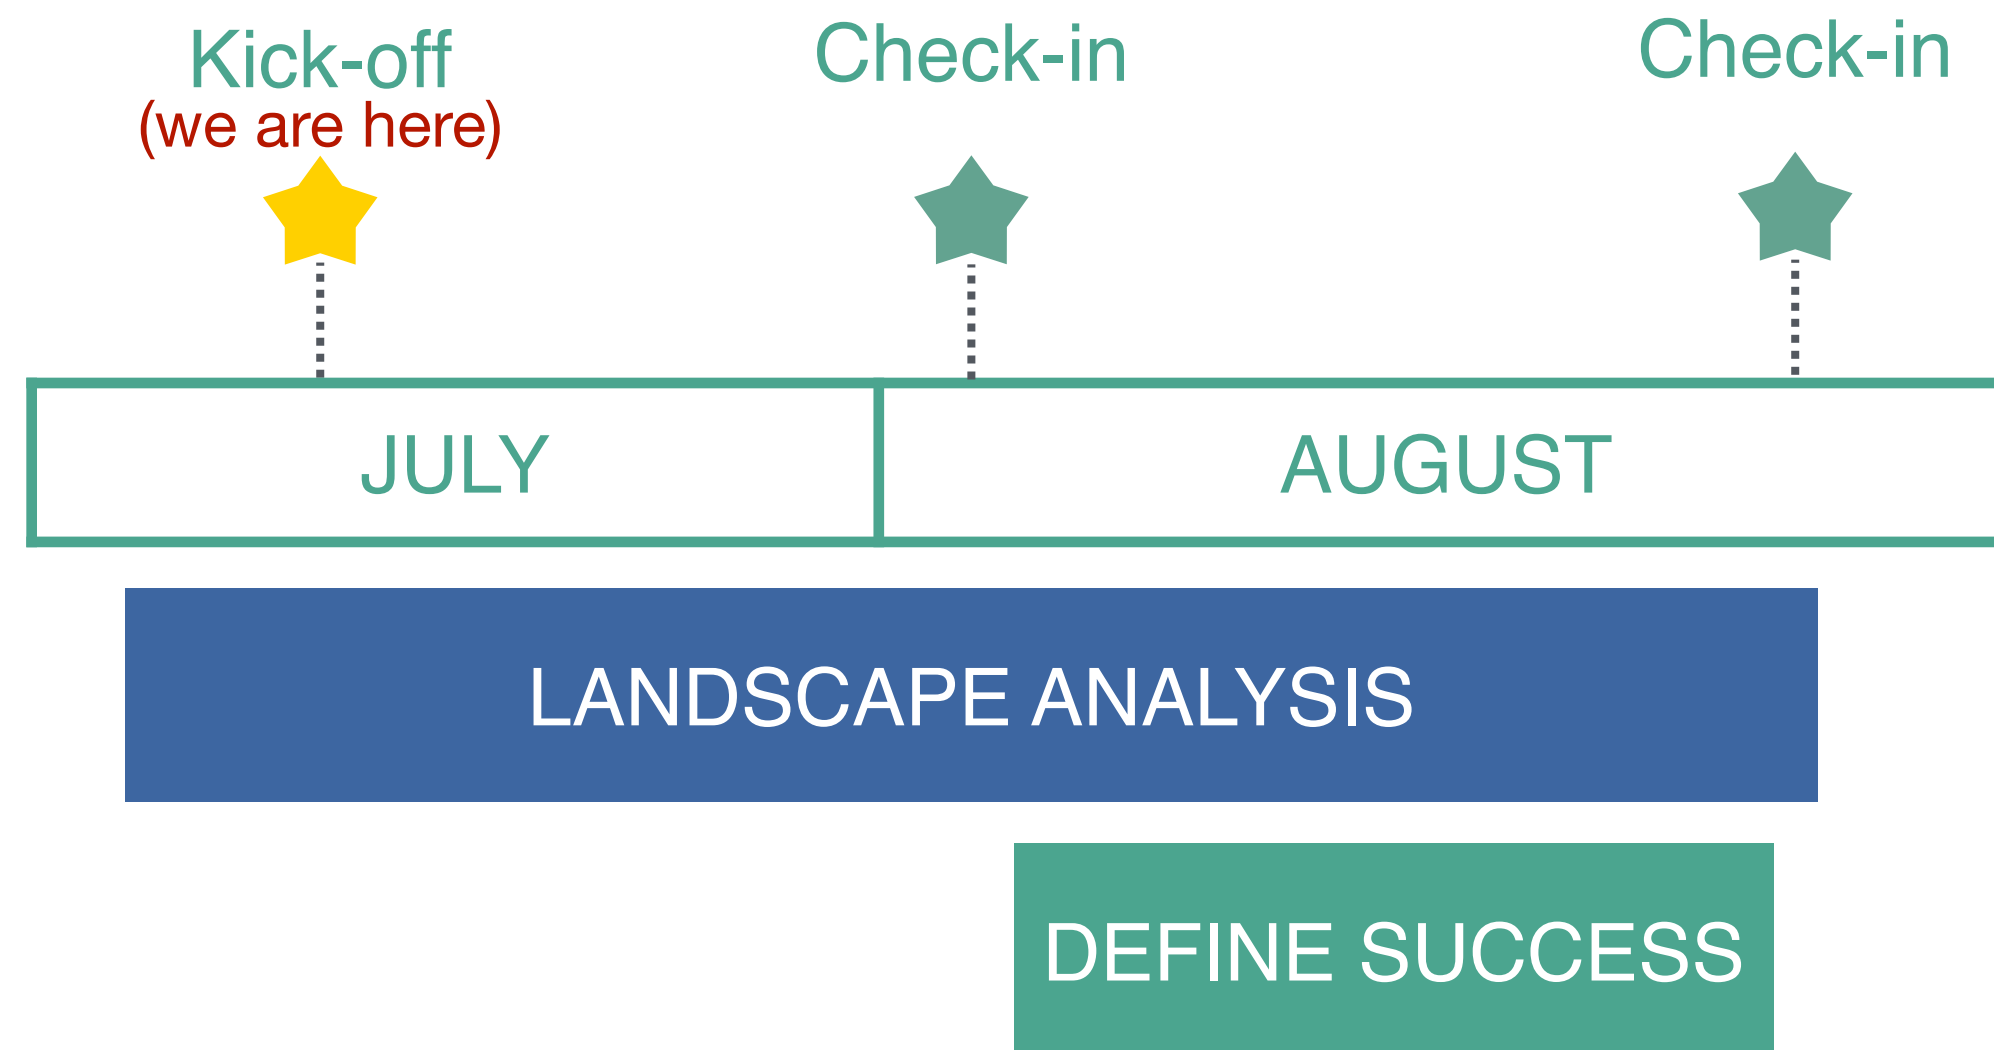 Kick-off
(we are here)
Check-in
Check-in
JULY
AUGUST
LANDSCAPE ANALYSIS
DEFINE SUCCESS